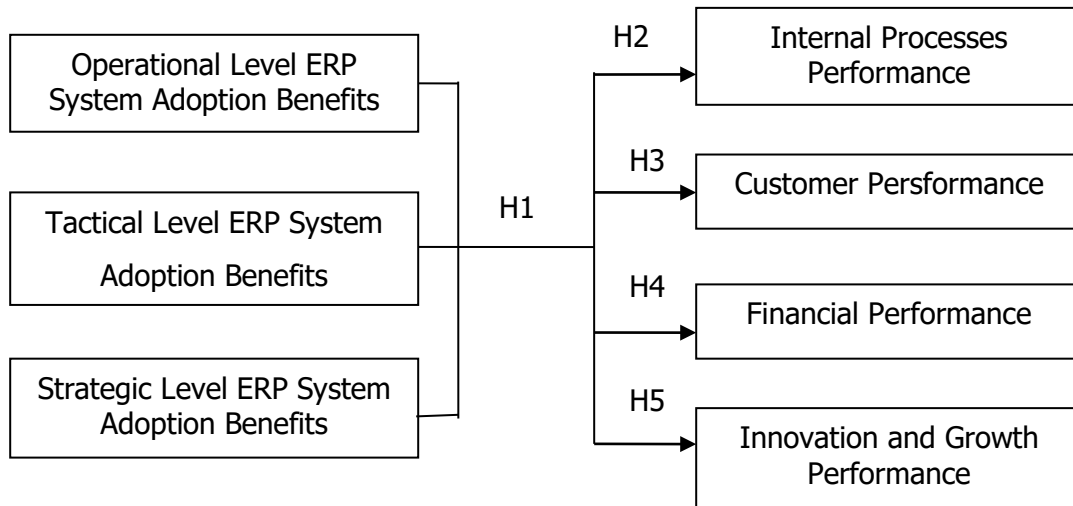 Operational Level ERP
System Adoption Benefits
Tactical Level ERP System
Adoption Benefits
Strategic Level ERP System
Adoption Benefits
H1
H2
Internal Processes
Performance
H3
Customer Persformance
H4
Financial Performance
H5
Innovation and Growth
Performance